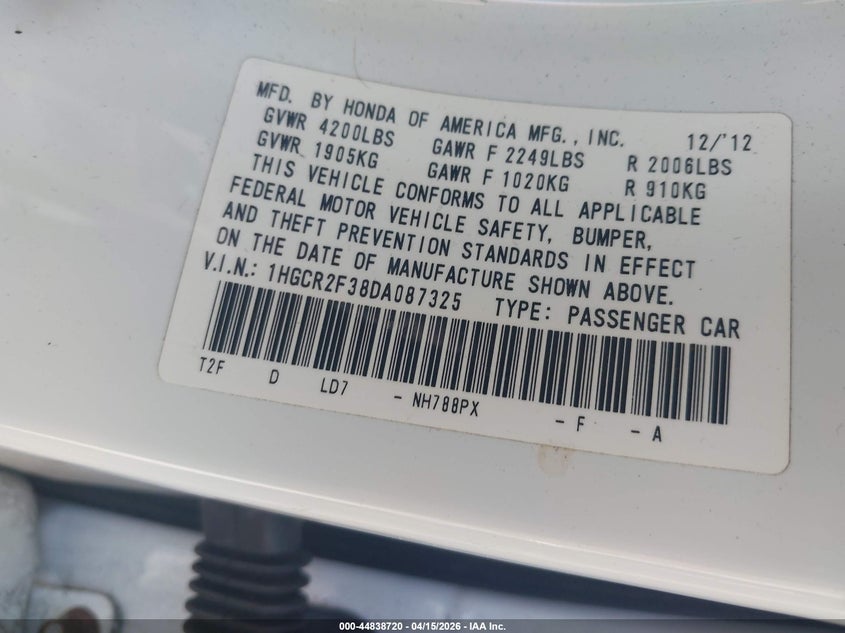 MFD. BY HONDA OF AMERICA MFG., INC. 12/'12
GVWR 4200LBS GAWR F 2249LBS R 2006LBS
GVWR 1905KG GAWR F 1020KG R 910KG
THIS VEHICLE CONFORMS TO ALL APPLICABLE
FEDERAL MOTOR VEHICLE SAFETY, BUMPER,
AND THEFT PREVENTION STANDARDS IN EFFECT
ON THE DATE OF MANUFACTURE SHOWN ABOVE.
V.I.N.: 1HGCR2F38DA087325 TYPE: PASSENGER CAR
T2F D LD7 - NH788PX - F - A
000-44838720 - 04/15/2026 - IAA Inc.